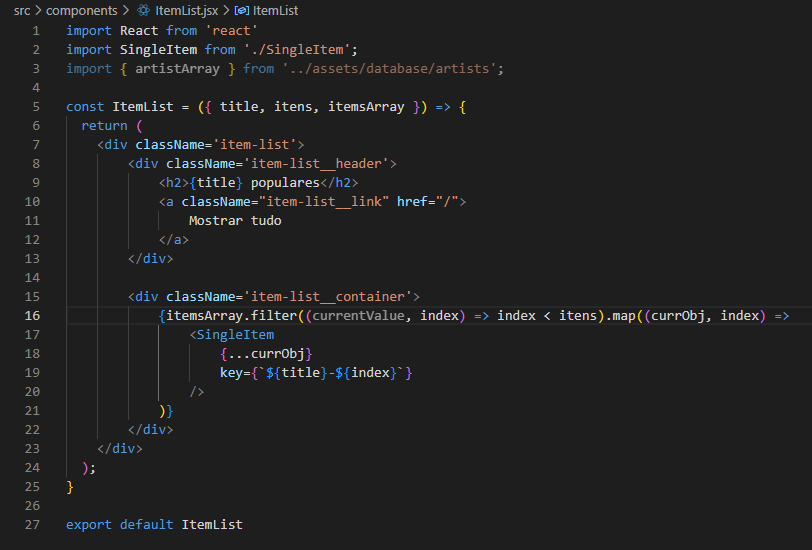 src > components > ItemList.jsx > ItemList
1 import React from 'react'
2 import SingleItem from './SingleItem';
3 import { artistArray } from '../assets/database/artists';
4
5 const ItemList = ({ title, itens, itemsArray }) => {
6   return (
7     <div className='item-list'>
8         <div className='item-list__header'>
9             <h2>{title} populares</h2>
10             <a className="item-list__link" href="/">
11                 Mostrar tudo
12             </a>
13         </div>
14
15         <div className='item-list__container'>
16             {itemsArray.filter((currentValue, index) => index < itens).map((currObj, index) =>
17                 <SingleItem
18                     {...currObj}
19                     key={`${title}-${index}`}
20                 />
21             )}
22         </div>
23     </div>
24   );
25 }
26
27 export default ItemList